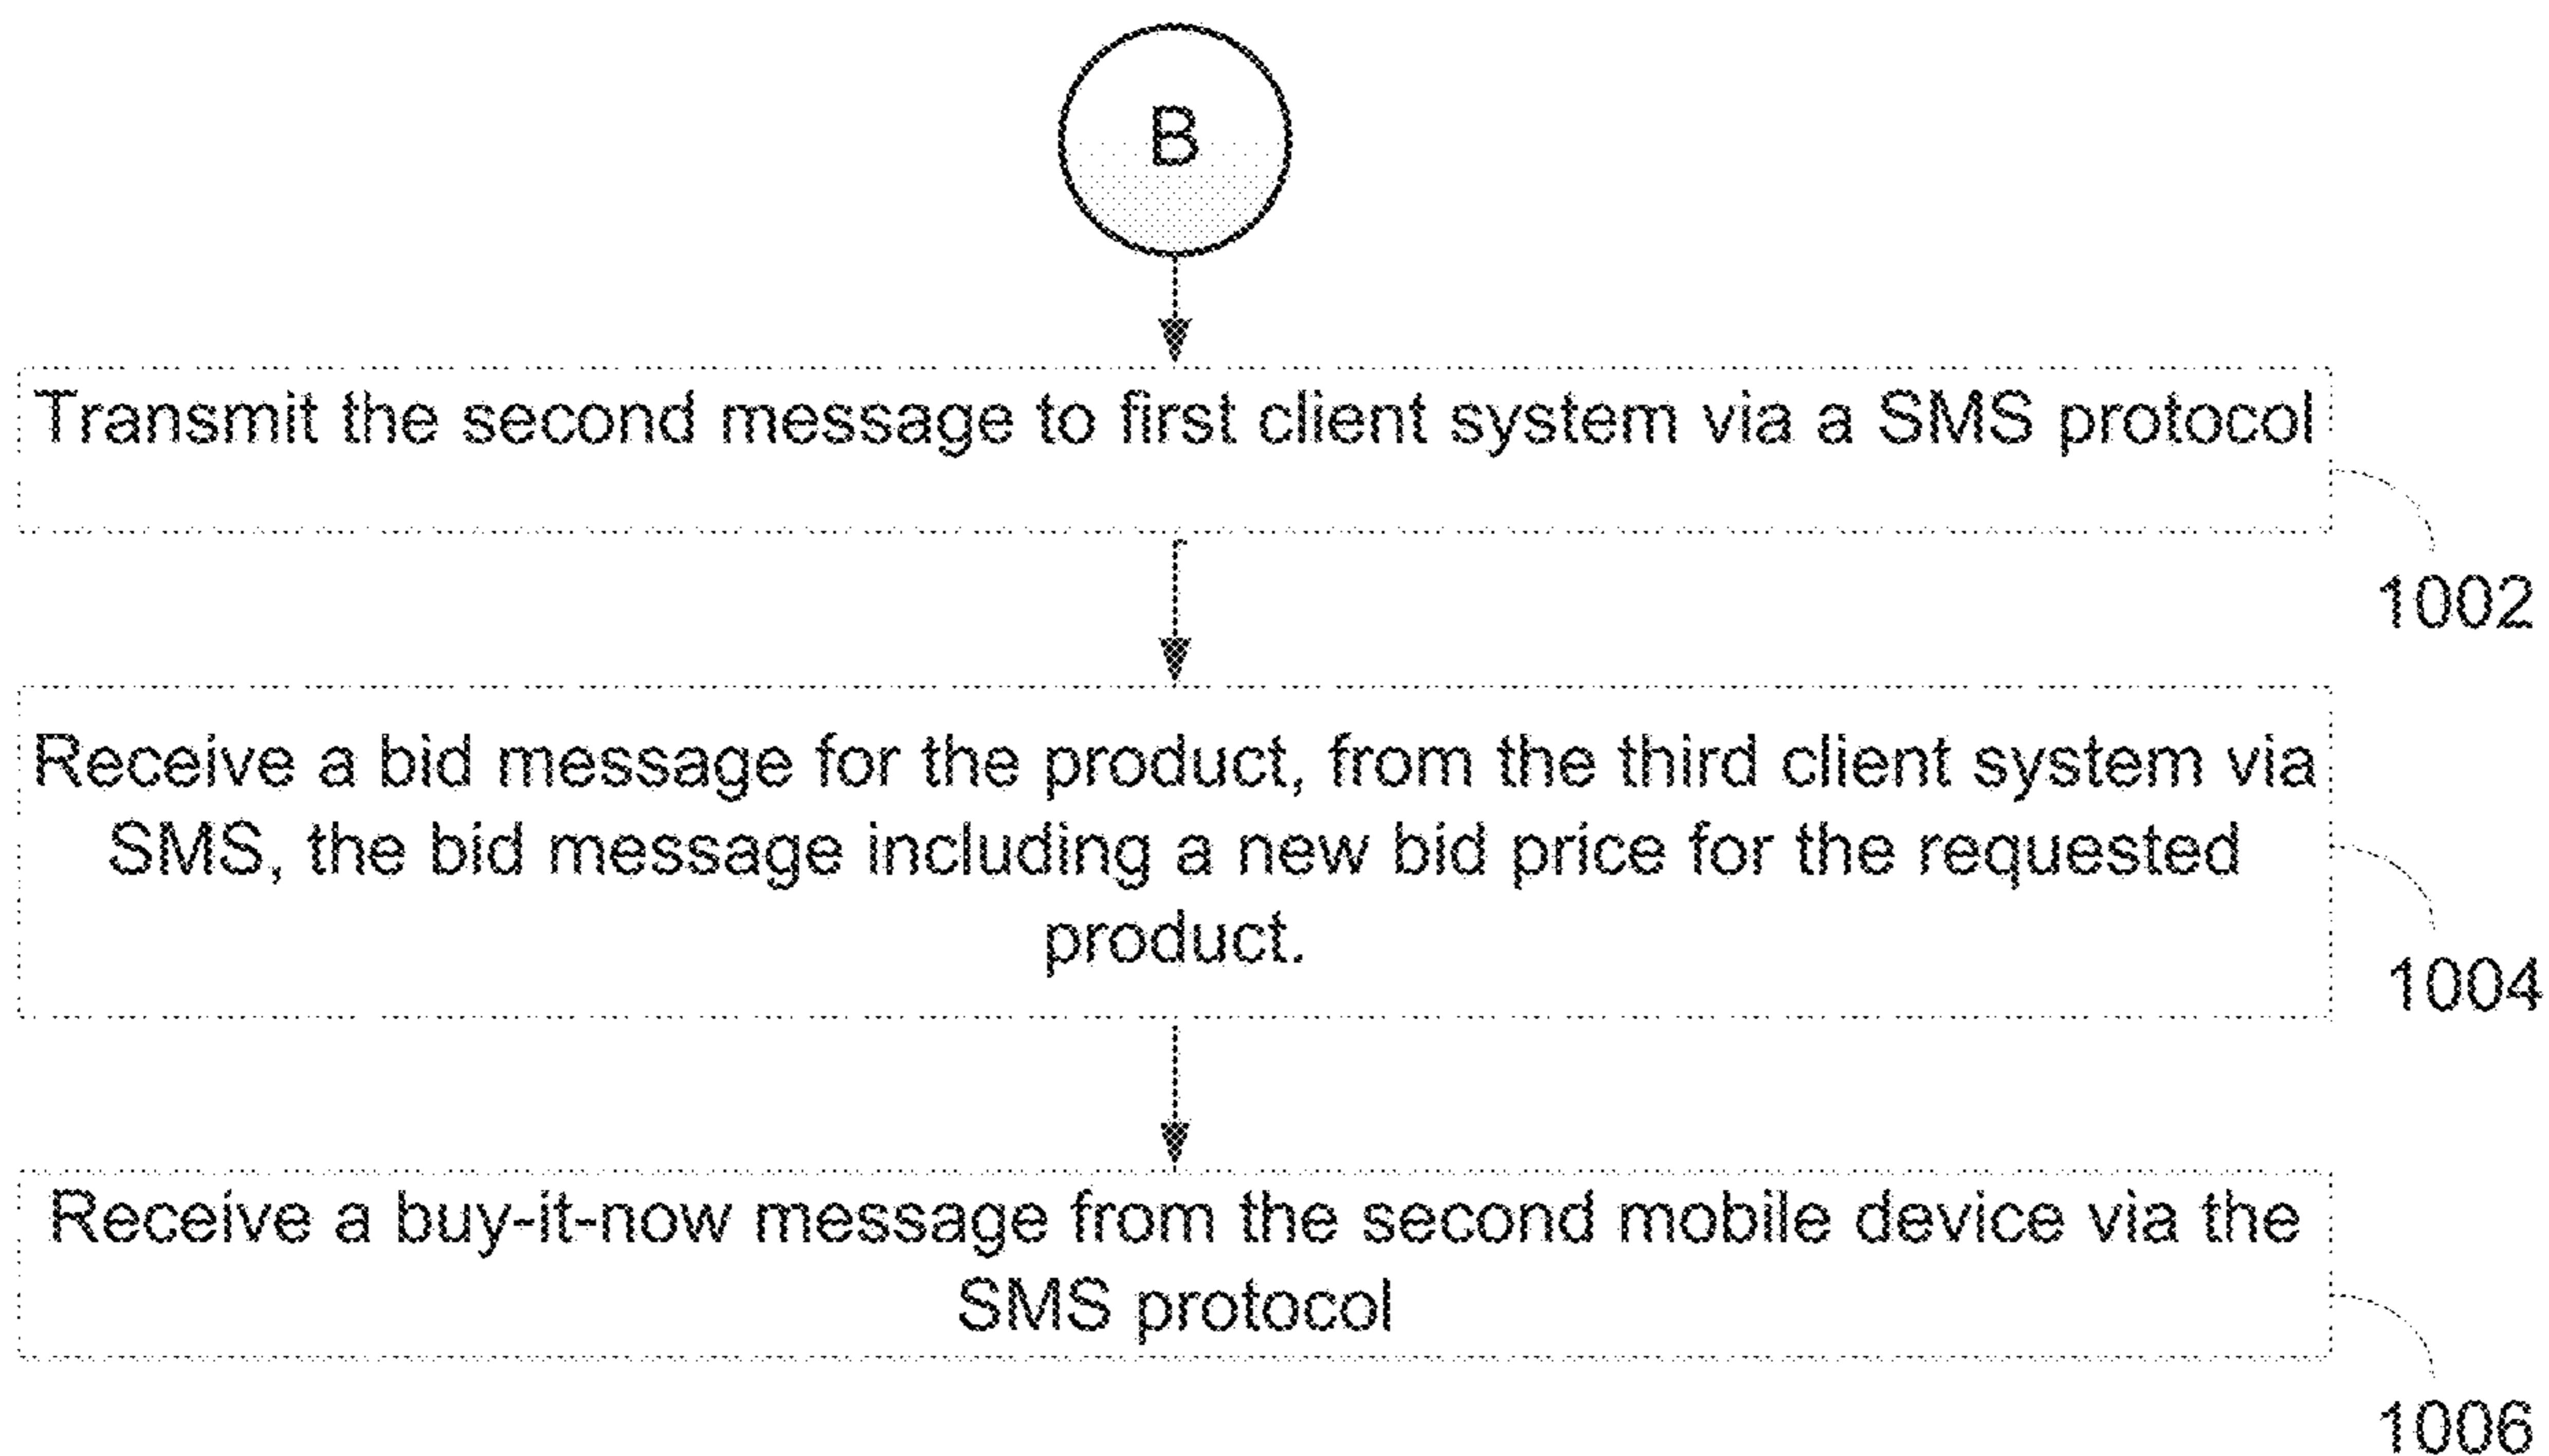 B
Transmit the second message to first client system via a SMS protocol
1002
Receive a bid message for the product, from the third client system via
SMS, the bid message including a new bid price for the requested
product.
1004
Receive a buy-it-now message from the second mobile device via the
SMS protocol
1006